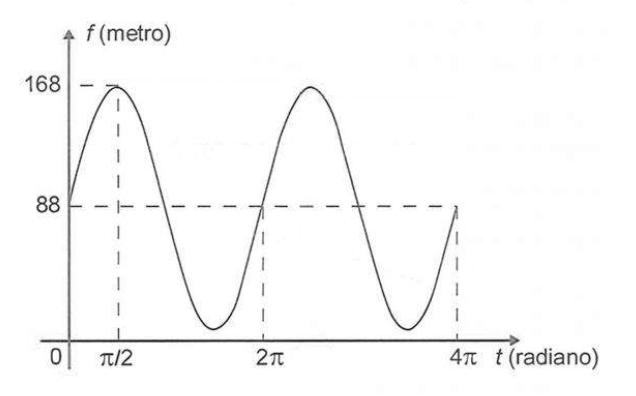 f (metro)
168
88
0
π/2
2π
4π
t (radiano)